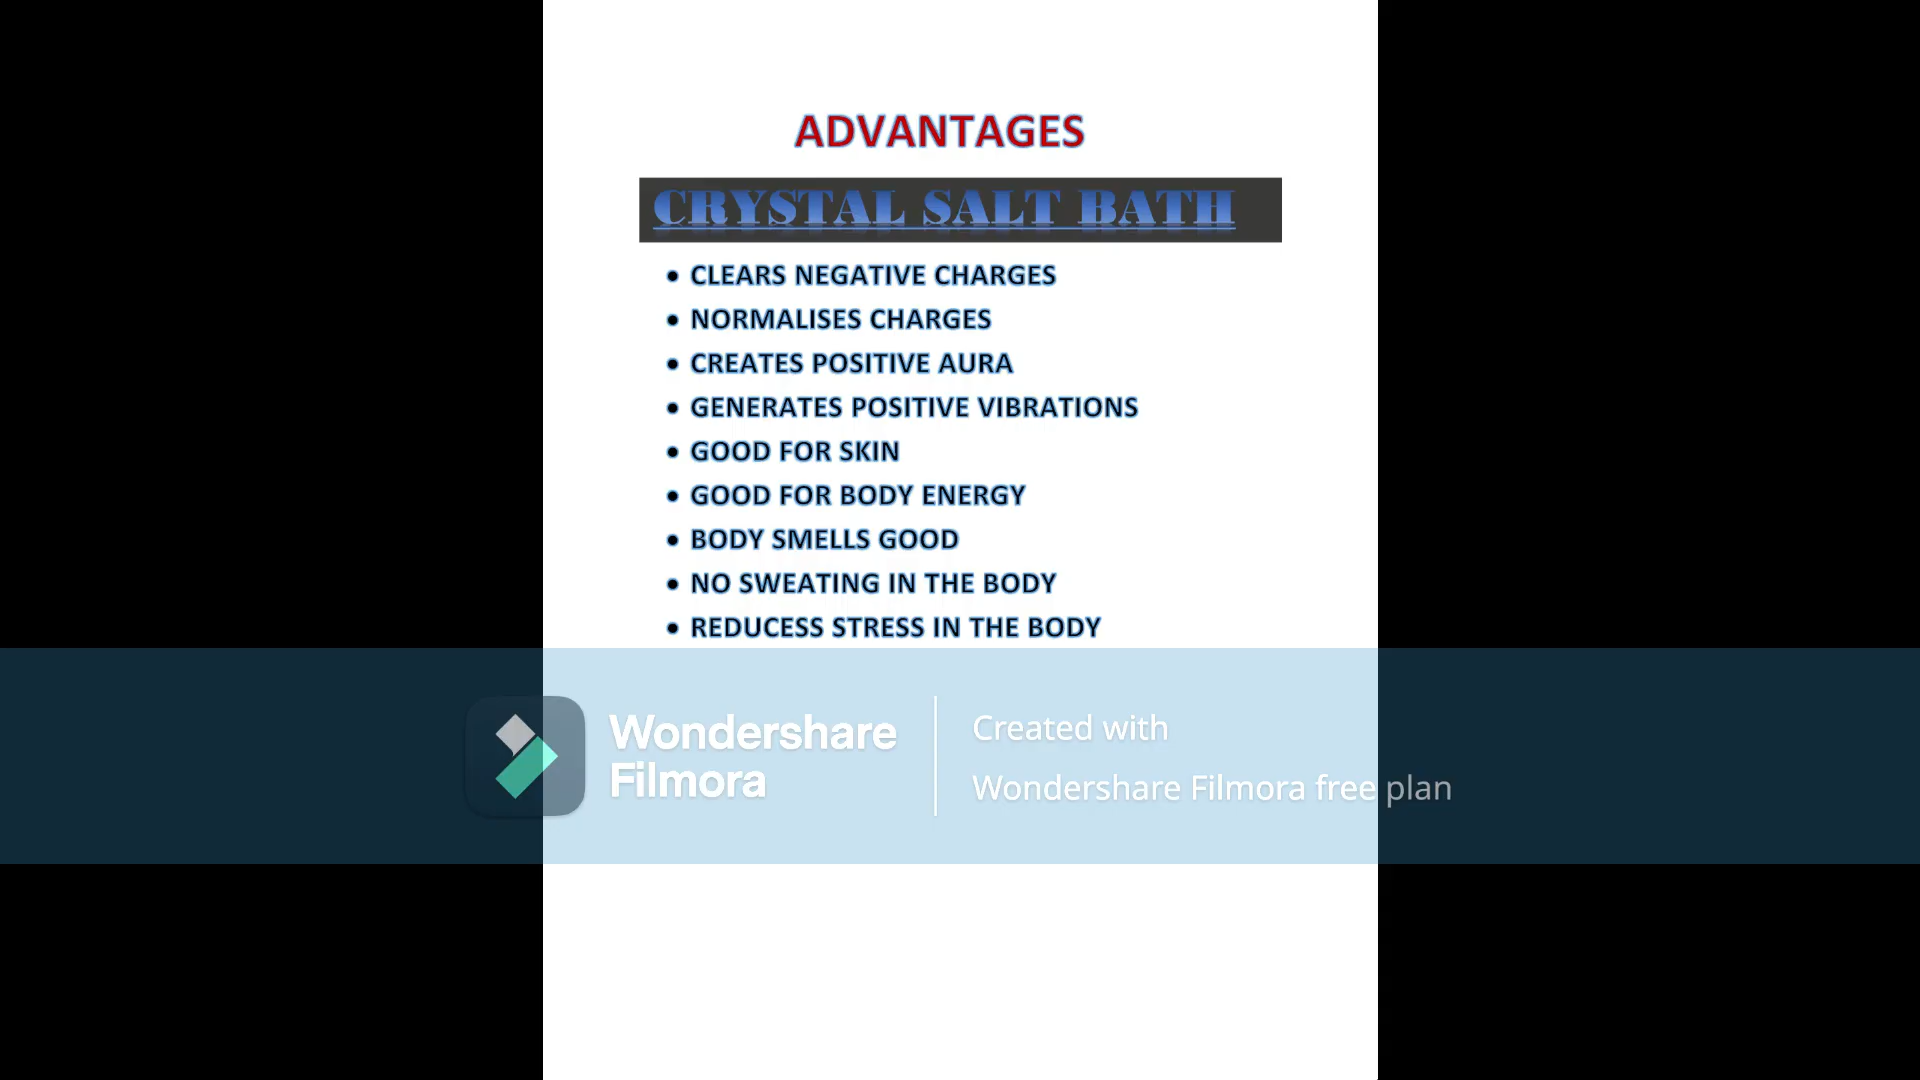 ADVANTAGES
CRYSTAL SALT BATH
• CLEARS NEGATIVE CHARGES
• NORMALISES CHARGES
• CREATES POSITIVE AURA
• GENERATES POSITIVE VIBRATIONS
• GOOD FOR SKIN
• GOOD FOR BODY ENERGY
• BODY SMELLS GOOD
• NO SWEATING IN THE BODY
• REDUCESS STRESS IN THE BODY
Wondershare
Filmora
Created with
Wondershare Filmora free plan